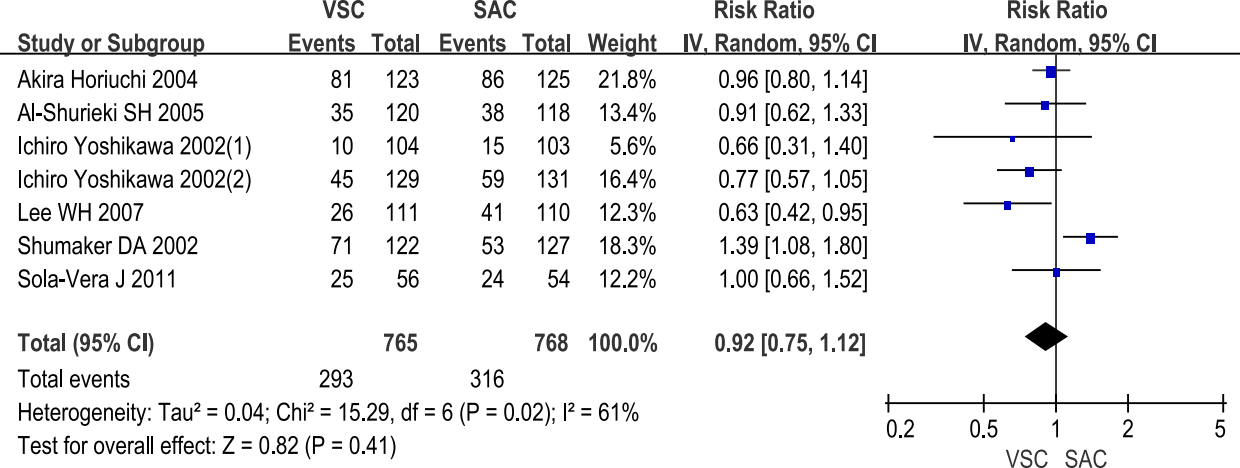 VSC SAC Risk Ratio Risk Ratio
Study or Subgroup Events Total Events Total Weight IV, Random, 95% CI IV, Random, 95% CI
Akira Horiuchi 2004 81 123 86 125 21.8% 0.96 [0.80, 1.14]
Al-Shurieki SH 2005 35 120 38 118 13.4% 0.91 [0.62, 1.33]
Ichiro Yoshikawa 2002(1) 10 104 15 103 5.6% 0.66 [0.31, 1.40]
Ichiro Yoshikawa 2002(2) 45 129 59 131 16.4% 0.77 [0.57, 1.05]
Lee WH 2007 26 111 41 110 12.3% 0.63 [0.42, 0.95]
Shumaker DA 2002 71 122 53 127 18.3% 1.39 [1.08, 1.80]
Sola-Vera J 2011 25 56 24 54 12.2% 1.00 [0.66, 1.52]
Total (95% CI) 765 768 100.0% 0.92 [0.75, 1.12]
Total events 293 316
Heterogeneity: Tau² = 0.04; Chi² = 15.29, df = 6 (P = 0.02); I² = 61%
Test for overall effect: Z = 0.82 (P = 0.41)
0.2 0.5 1 2 5
VSC SAC